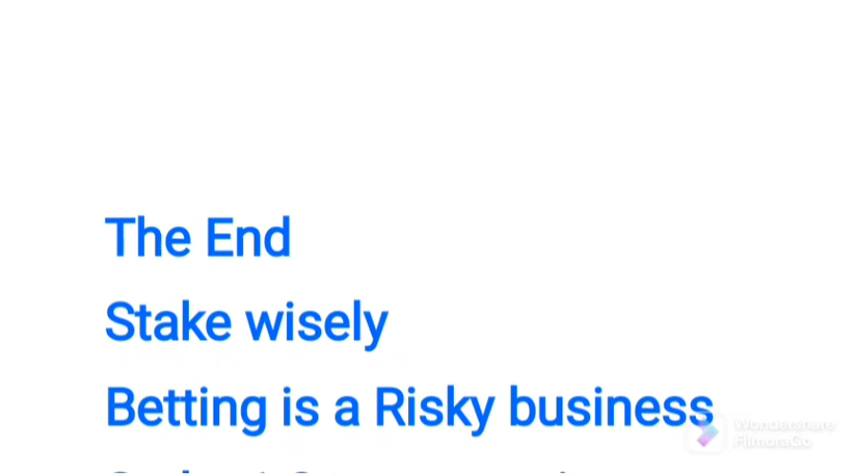 The End
Stake wisely
Betting is a Risky business
Wondershare
FilmoraGo